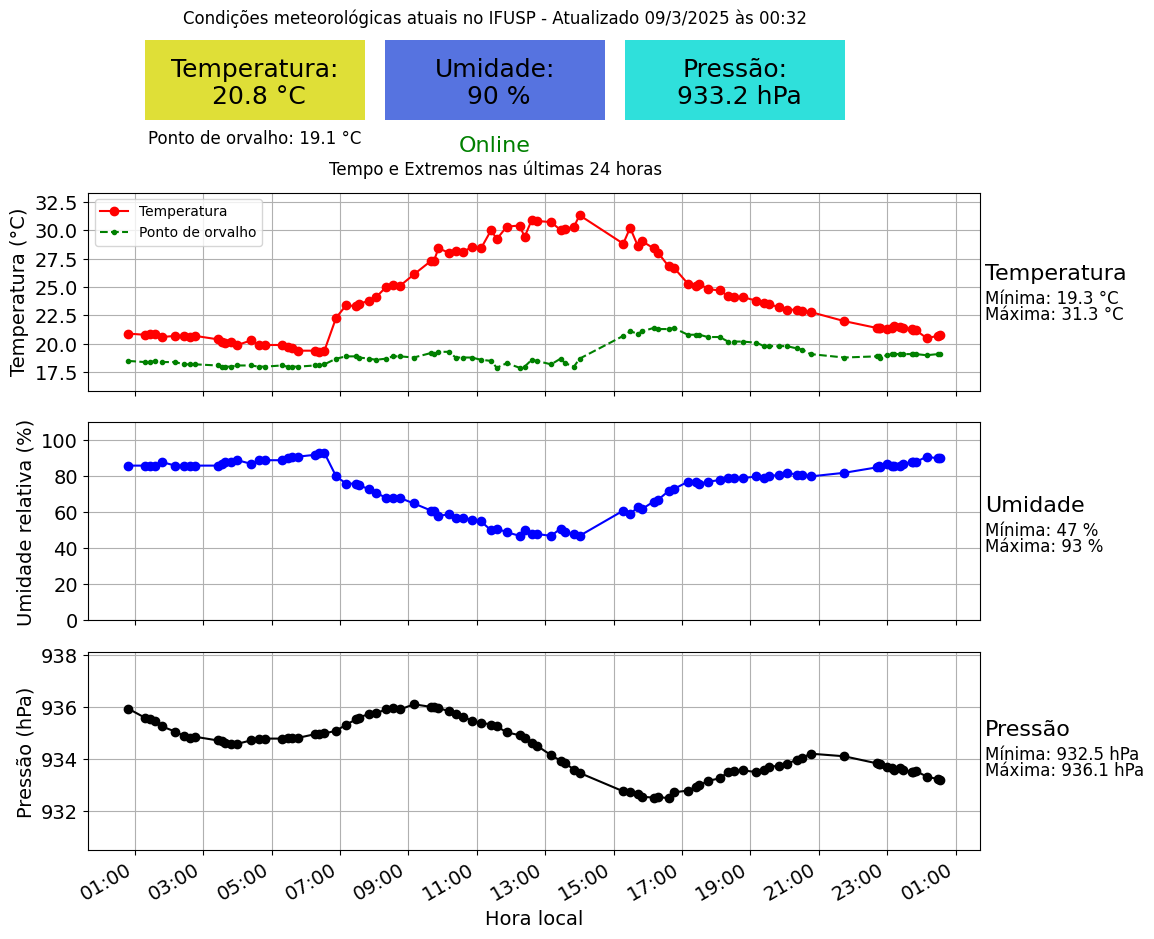 Condições meteorológicas atuais no IFUSP - Atualizado 09/3/2025 às 00:32
Temperatura:
20.8 °C
Umidade:
90 %
Pressão:
933.2 hPa
Ponto de orvalho: 19.1 °C
Online
Tempo e Extremos nas últimas 24 horas
Temperatura (°C)
32.5
30.0
27.5
25.0
22.5
20.0
17.5
Temperatura
Ponto de orvalho
Temperatura
Mínima: 19.3 °C
Máxima: 31.3 °C
Umidade relativa (%)
100
80
60
40
20
0
Umidade
Mínima: 47 %
Máxima: 93 %
Pressão (hPa)
938
936
934
932
Pressão
Mínima: 932.5 hPa
Máxima: 936.1 hPa
01:00 03:00 05:00 07:00 09:00 11:00 13:00 15:00 17:00 19:00 21:00 23:00 01:00
Hora local